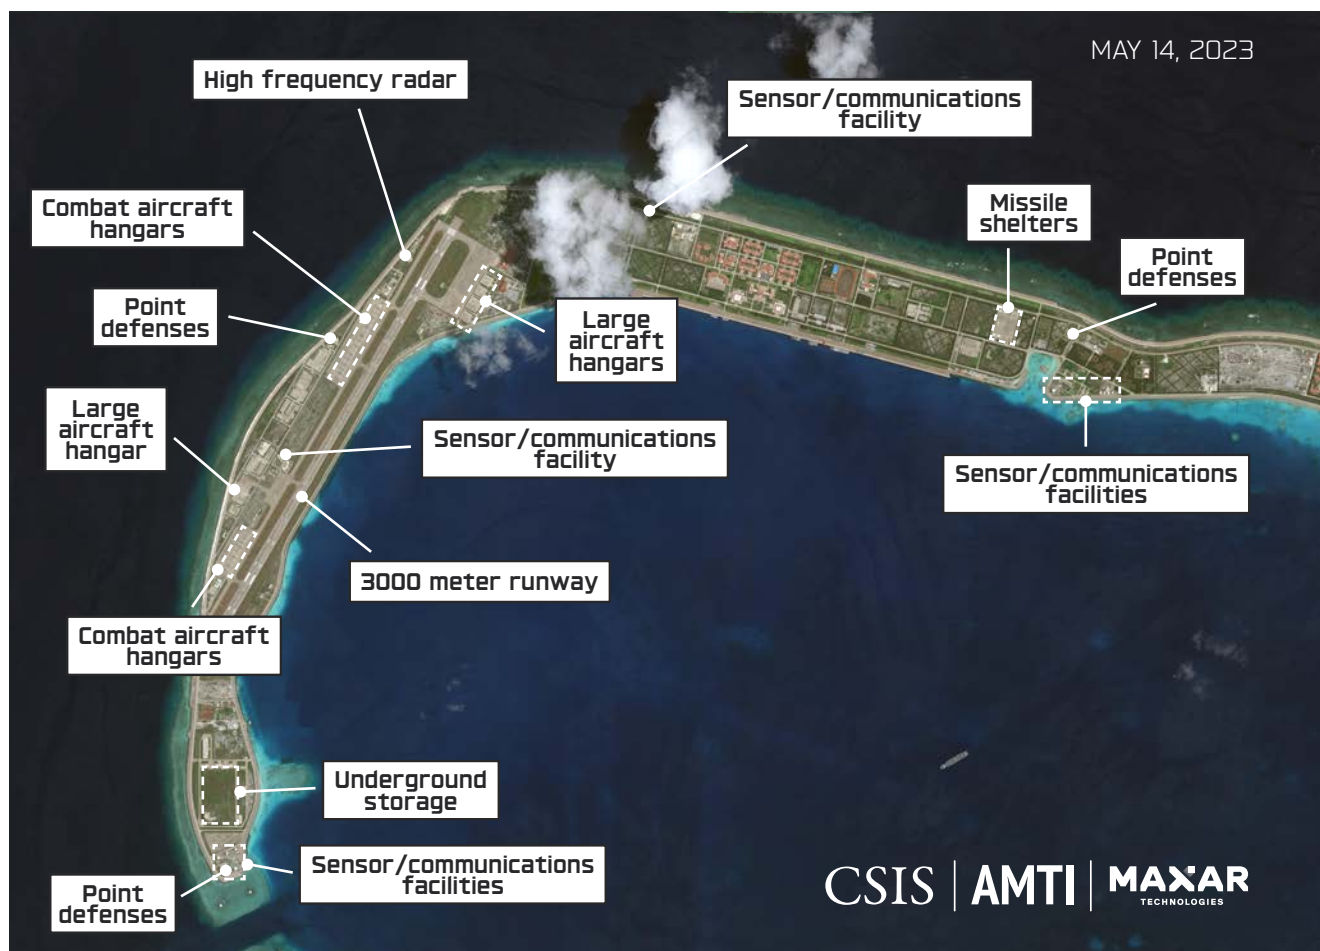 MAY 14, 2023
High frequency radar
Sensor/communications
facility
Combat aircraft
hangars
Missile
shelters
Point
defenses
Point
defenses
Large
aircraft
hangars
Large
aircraft
hangar
Sensor/communications
facility
Sensor/communications
facilities
3000 meter runway
Combat aircraft
hangars
Underground
storage
Sensor/communications
facilities
Point
defenses
CSIS
AMTI
MAXAR
TECHNOLOGIES